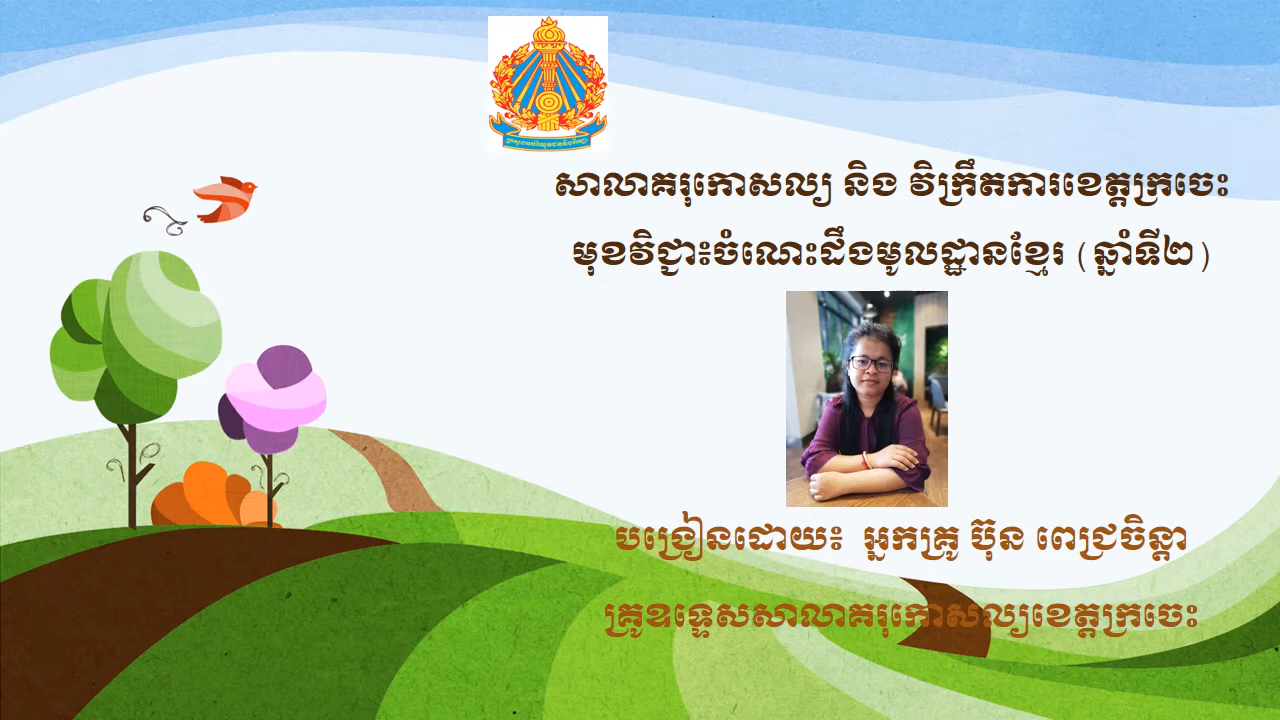 សាលាគរុកោសល្យ និង វិក្រឹតការខេត្តក្រចេះ
មុខវិជ្ជា៖ចំណេះដឹងមូលដ្ឋានខ្មែរ (ឆ្នាំទី២)
បង្រៀនដោយ៖ អ្នកគ្រូ ប៊ុន ពេជ្រចិន្តា
គ្រូឧទ្ទេសសាលាគរុកោសល្យខេត្តក្រចេះ